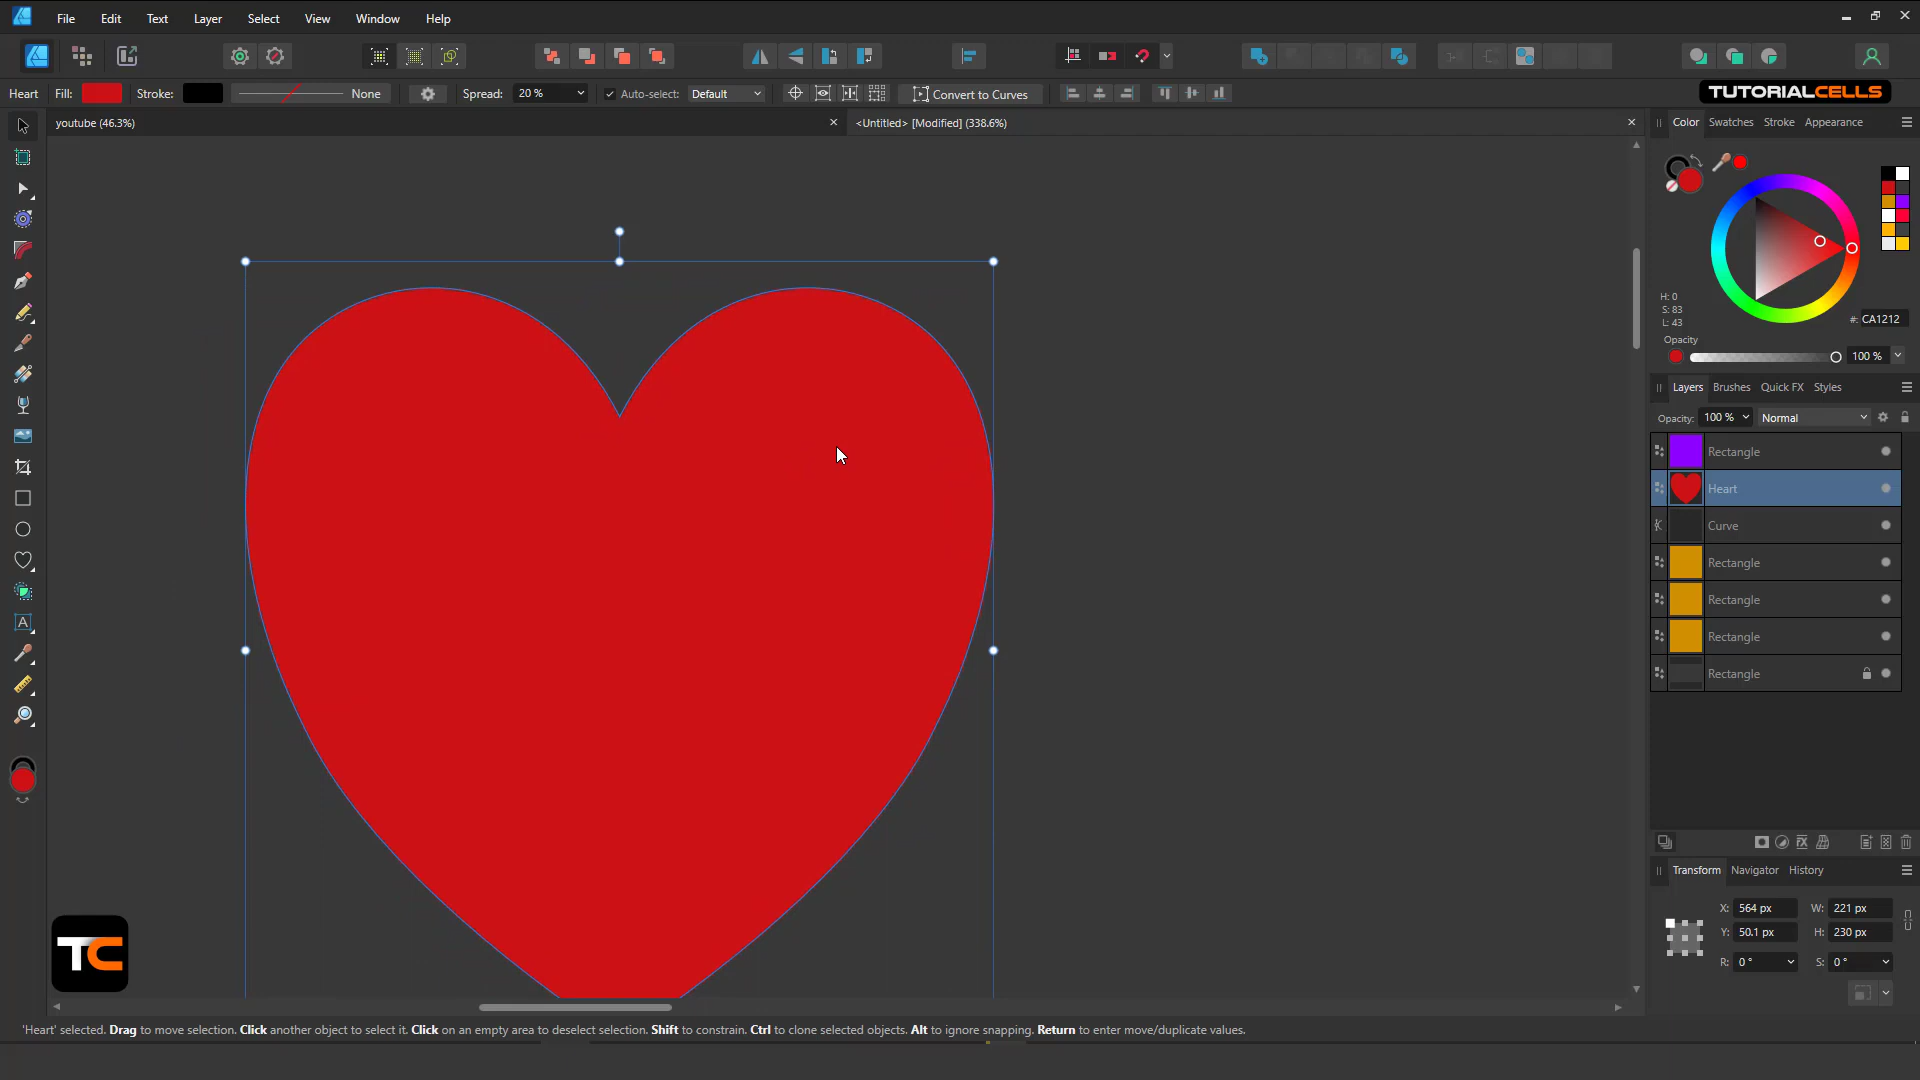 File Edit Text Layer Select View Window Help
Heart Fill: Stroke: None Spread: 20 % Auto-select: Default Convert to Curves
TUTORIALCELLS
youtube (46.3%) <Untitled> [Modified] (338.6%)
Color Swatches Stroke Appearance
H: 0
S: 83
L: 43
#: CA1212
Opacity
100 %
Layers Brushes Quick FX Styles
Opacity: 100 % Normal
Rectangle
Heart
Curve
Rectangle
Rectangle
Rectangle
Rectangle
Transform Navigator History
X: 564 px W: 221 px
Y: 50.1 px H: 230 px
R: 0 ° S: 0 °
A
TC
'Heart' selected. Drag to move selection. Click another object to select it. Click on an empty area to deselect selection. Shift to constrain. Ctrl to clone selected objects. Alt to ignore snapping. Return to enter move/duplicate values.